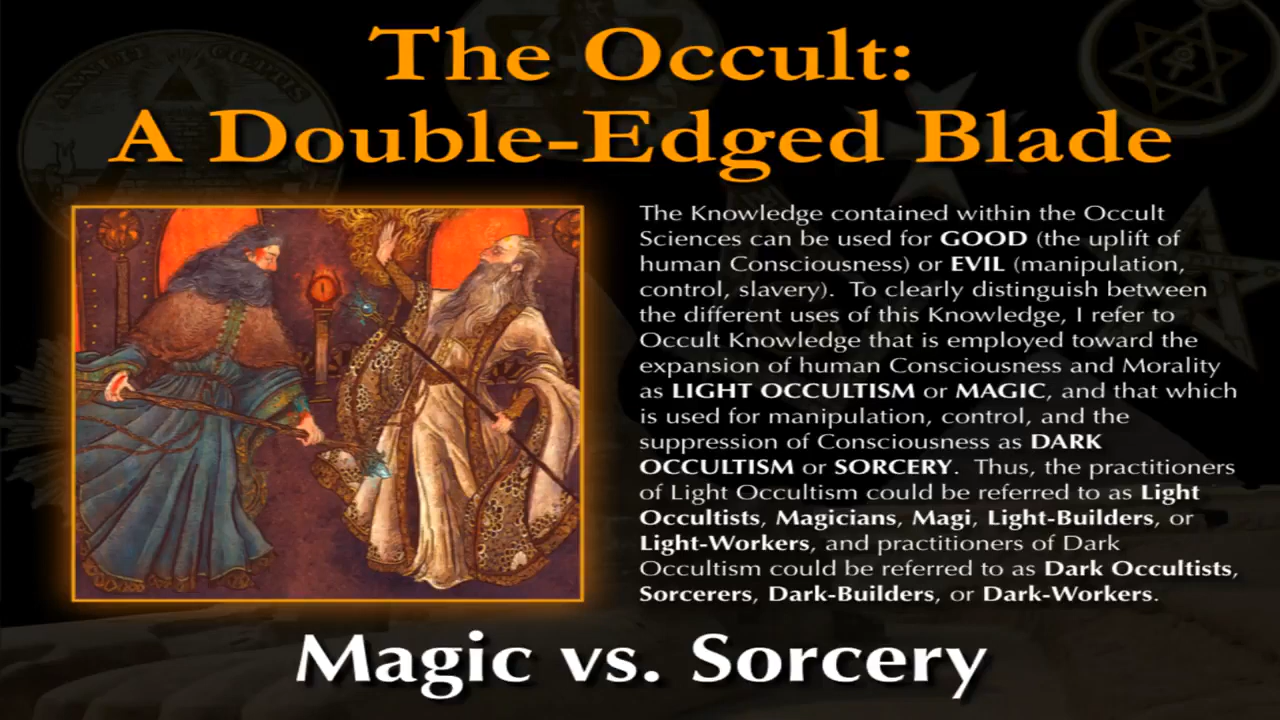 The Occult:
A Double-Edged Blade
ANNUIT CŒPTIS
The Knowledge contained within the Occult
Sciences can be used for GOOD (the uplift of
human Consciousness) or EVIL (manipulation,
control, slavery).  To clearly distinguish between
the different uses of this Knowledge, I refer to
Occult Knowledge that is employed toward the
expansion of human Consciousness and Morality
as LIGHT OCCULTISM or MAGIC, and that which
is used for manipulation, control, and the
suppression of Consciousness as DARK
OCCULTISM or SORCERY.  Thus, the practitioners
of Light Occultism could be referred to as Light
Occultists, Magicians, Magi, Light-Builders, or
Light-Workers, and practitioners of Dark
Occultism could be referred to as Dark Occultists,
Sorcerers, Dark-Builders, or Dark-Workers.
Magic vs. Sorcery